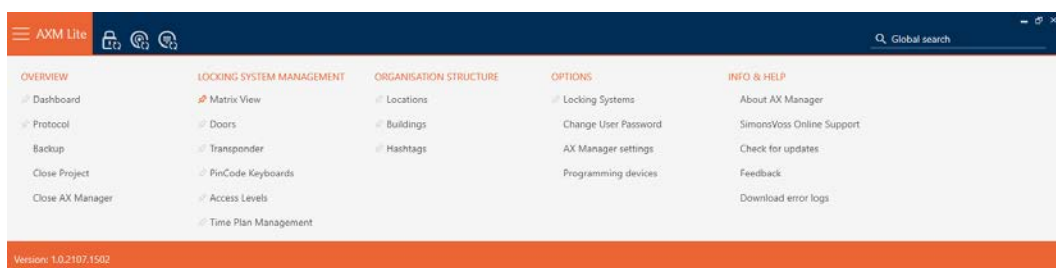 AXM Lite
Global search
OVERVIEW
Dashboard
Protocol
Backup
Close Project
Close AX Manager
LOCKING SYSTEM MANAGEMENT
Matrix View
Doors
Transponder
PinCode Keyboards
Access Levels
Time Plan Management
ORGANISATION STRUCTURE
Locations
Buildings
Hashtags
OPTIONS
Locking Systems
Change User Password
AX Manager settings
Programming devices
INFO & HELP
About AX Manager
SimonsVoss Online Support
Check for updates
Feedback
Download error logs
Version: 1.0.2107.1502